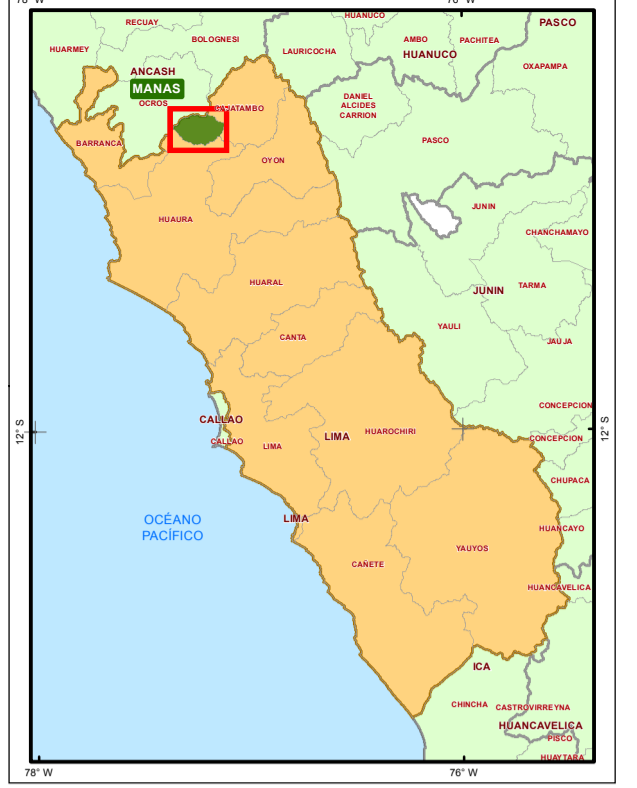 78° W
76° W
RECUAY
HUANUCO
PASCO
HUARMEY
BOLOGNESI
LAURICOCHA
AMBO
PACHITEA
HUANUCO
OXAPAMPA
ANCASH
MANAS
OCROS
CAJATAMBO
DANIEL
ALCIDES
CARRION
BARRANCA
PASCO
OYON
JUNIN
HUAURA
CHANCHAMAYO
HUARAL
JUNIN
TARMA
YAULI
CANTA
JAUJA
CONCEPCION
CALLAO
12° S
12° S
CALLAO
LIMA
LIMA
HUAROCHIRI
CONCEPCION
CHUPACA
OCÉANO
PACÍFICO
LIMA
HUANCAYO
YAUYOS
CAÑETE
HUANCAVELICA
ICA
CHINCHA
CASTROVIRREYNA
HUANCAVELICA
PISCO
HUAYTARA
78° W
76° W